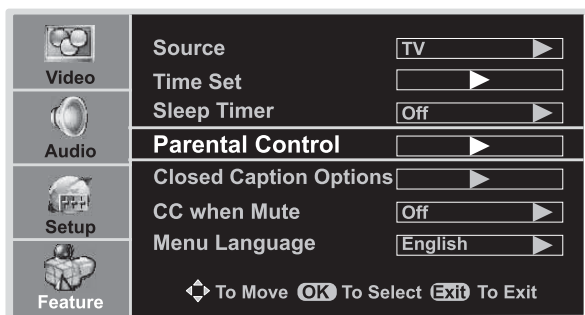 Video
Audio
Setup
Feature
Source TV
Time Set
Sleep Timer Off
Parental Control
Closed Caption Options
CC when Mute Off
Menu Language English
To Move OK To Select Exit To Exit